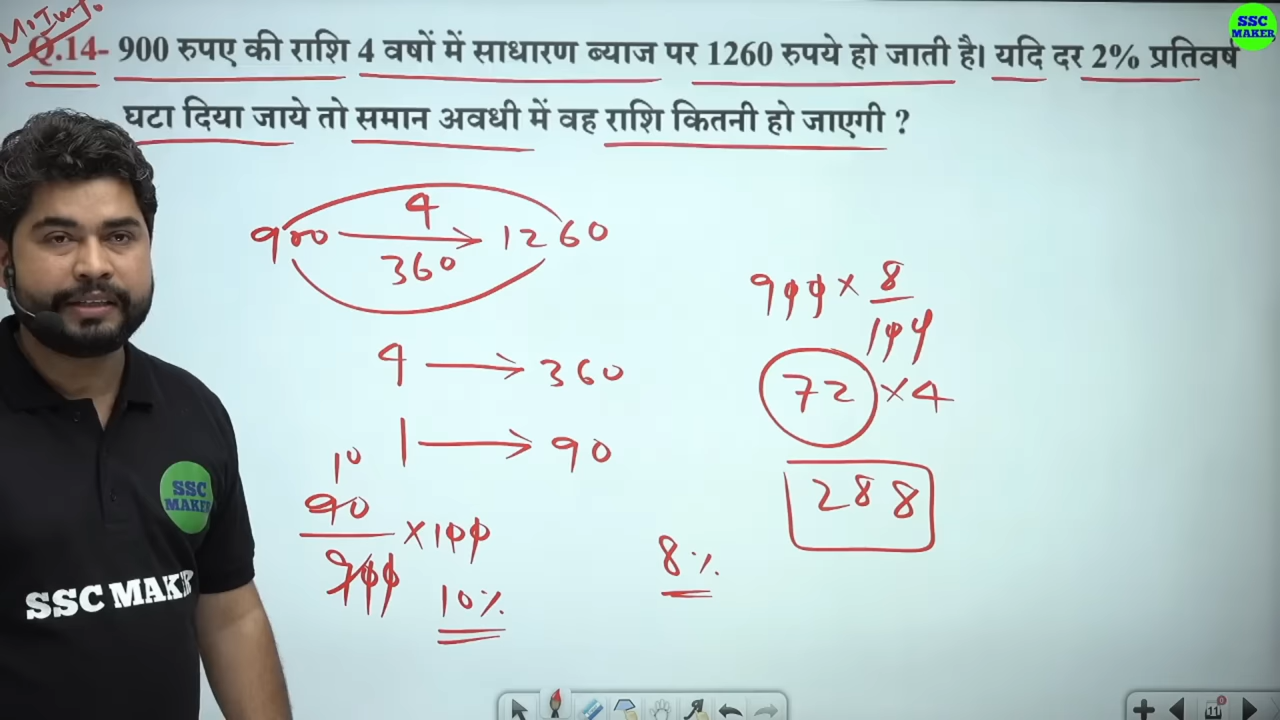 Q.14- 900 रुपए की राशि 4 वर्षो में साधारण ब्याज पर 1260 रुपये हो जाती है। यदि दर 2% प्रतिवर्ष
घटा दिया जाये तो समान अवधी में वह राशि कितनी हो जाएगी ?
SSC
MAKER
4
900 → 1260
360
4 → 360
1 → 90
10
90
900
×100
10%
8%
900 × 8
100
72 × 4
288
SSC
MAKER
SSC MAKER
11